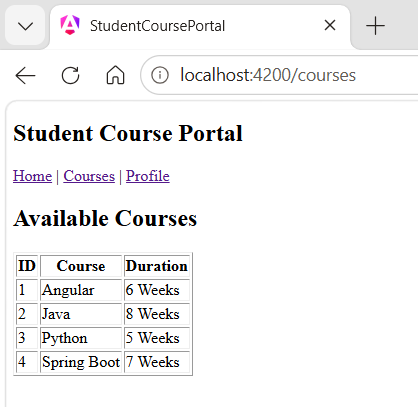 StudentCoursePortal
localhost:4200/courses
Student Course Portal
Home | Courses | Profile
Available Courses
ID Course Duration
1 Angular 6 Weeks
2 Java 8 Weeks
3 Python 5 Weeks
4 Spring Boot 7 Weeks